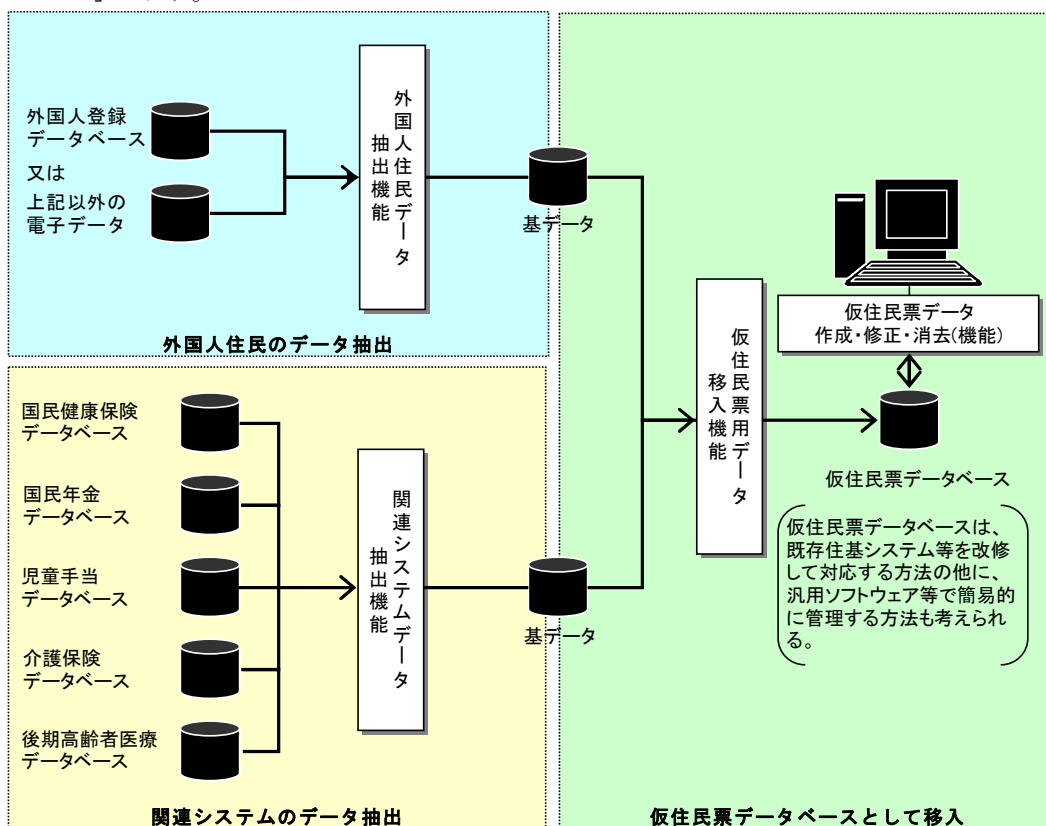 外国人登録
データベース
又は
上記以外の
電子データ
外国人住民データ
抽出機能
基データ
外国人住民のデータ抽出
国民健康保険
データベース
国民年金
データベース
児童手当
データベース
介護保険
データベース
後期高齢者医療
データベース
関連システムデータ
抽出機能
基データ
関連システムのデータ抽出
仮住民票用データ
移入機能
仮住民票データ
作成・修正・消去(機能)
仮住民票データベース
仮住民票データベースは、
既存住基システム等を改修
して対応する方法の他に、
汎用ソフトウェア等で簡易的
に管理する方法も考えられ
る。
仮住民票データベースとして移入